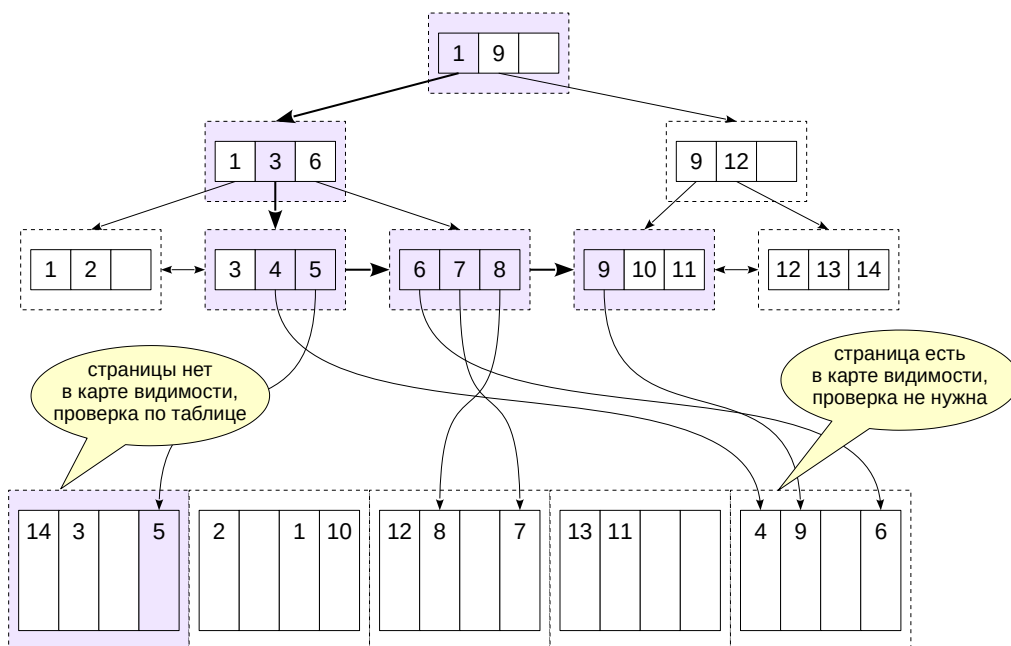 1 9
1 3 6
9 12
1 2
3 4 5
6 7 8
9 10 11
12 13 14
страницы нет
в карте видимости,
проверка по таблице
страница есть
в карте видимости,
проверка не нужна
14 3 5
2 1 10
12 8 7
13 11
4 9 6